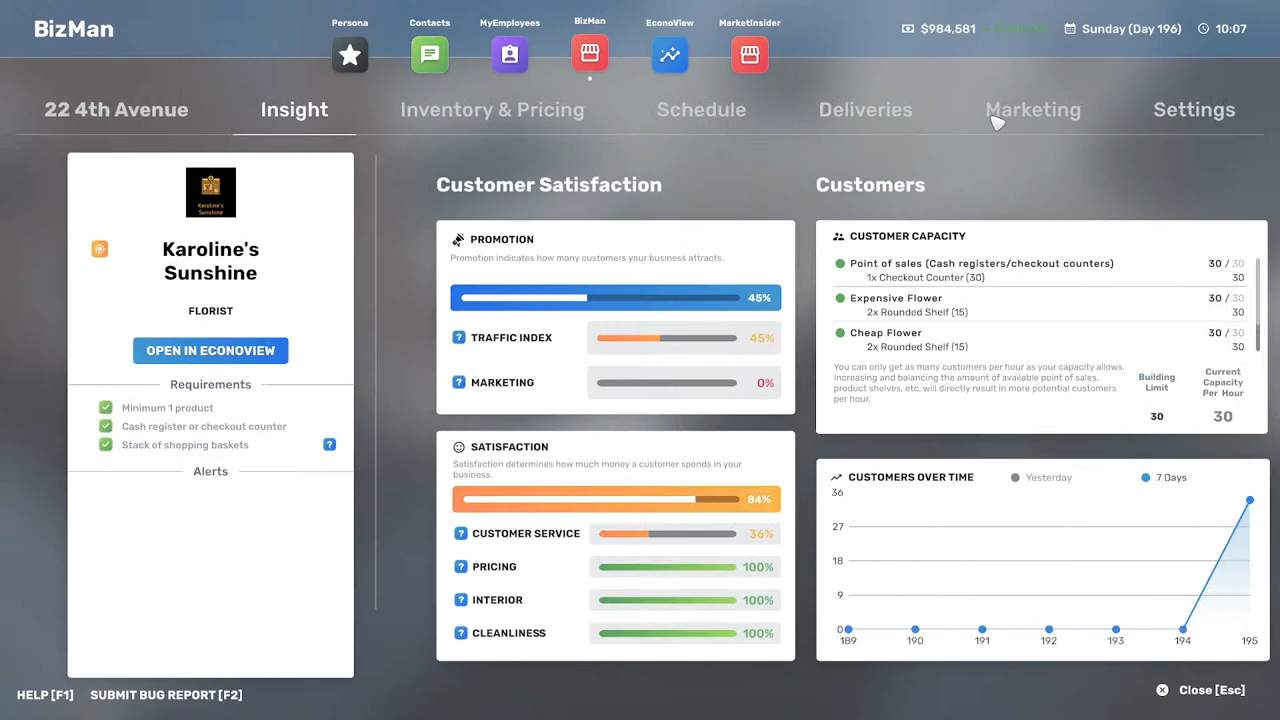 BizMan
Persona
Contacts
MyEmployees
BizMan
EconoView
MarketInsider
$984,581
Sunday (Day 196)
10:07
22 4th Avenue
Insight
Inventory & Pricing
Schedule
Deliveries
Marketing
Settings
Karoline's
Sunshine
Karoline's
Sunshine
FLORIST
OPEN IN ECONOVIEW
Requirements
Minimum 1 product
Cash register or checkout counter
Stack of shopping baskets
?
Alerts
Customer Satisfaction
PROMOTION
Promotion indicates how many customers your business attracts.
45%
? TRAFFIC INDEX 45%
? MARKETING 0%
SATISFACTION
Satisfaction determines how much money a customer spends in your
business.
84%
? CUSTOMER SERVICE 36%
? PRICING 100%
? INTERIOR 100%
? CLEANLINESS 100%
Customers
CUSTOMER CAPACITY
Point of sales (Cash registers/checkout counters) 30 / 30
1x Checkout Counter (30) 30
Expensive Flower 30 / 30
2x Rounded Shelf (15) 30
Cheap Flower 30 / 30
2x Rounded Shelf (15) 30
You can only get as many customers per hour as your capacity allows.
Increasing and balancing the amount of available point of sales,
product shelves, etc. will directly result in more potential customers
per hour.
Building
Limit
30
Current
Capacity
Per Hour
30
CUSTOMERS OVER TIME
Yesterday
7 Days
36
27
18
9
0
189 190 191 192 193 194 195
HELP [F1]
SUBMIT BUG REPORT [F2]
Close [Esc]